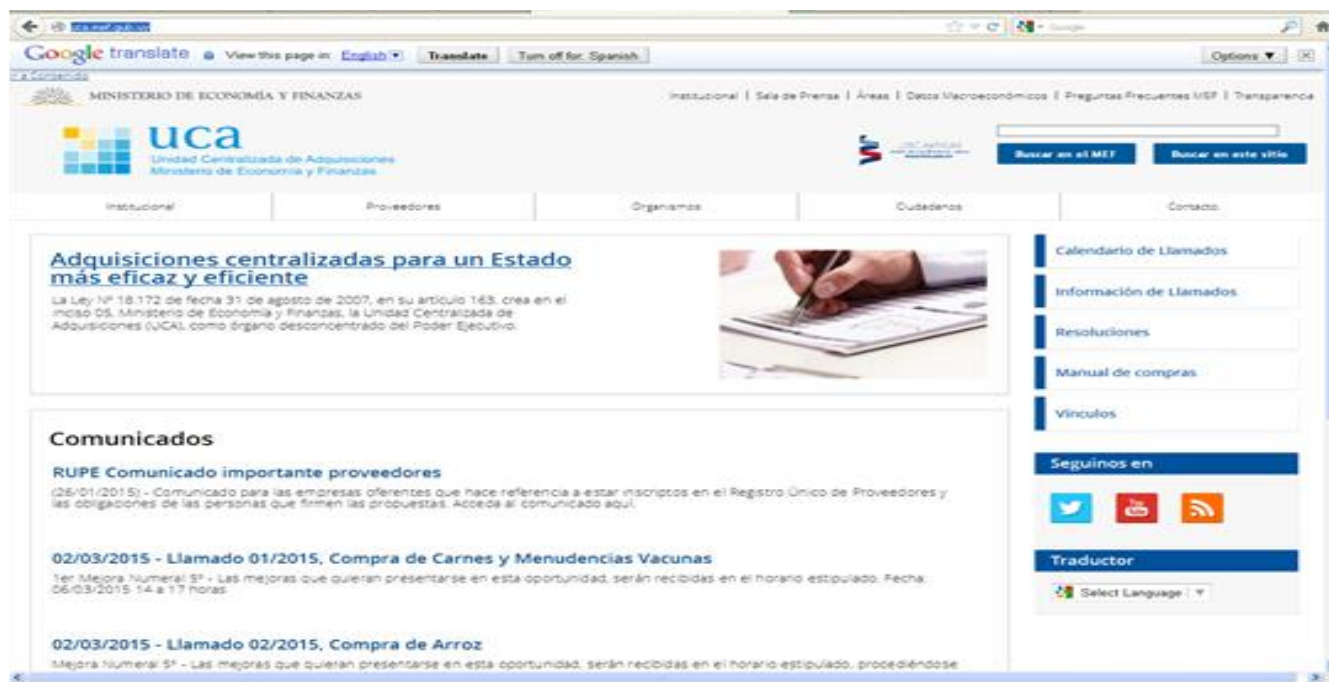 uca.mef.gub.uy
Google translate View this page in: English Translate Turn off for: Spanish Options ▼
r a Contenido
MINISTERIO DE ECONOMÍA Y FINANZAS
Institucional | Sala de Prensa | Áreas | Datos Macroeconómicos | Preguntas Frecuentes MEF | Transparencia
uca
Unidad Centralizada de Adquisiciones
Ministerio de Economía y Finanzas
Buscar en el MEF Buscar en este sitio
Institucional Proveedores Organismos Ciudadanos Contacto
Adquisiciones centralizadas para un Estado
más eficaz y eficiente
La Ley Nº 18.172 de fecha 31 de agosto de 2007, en su artículo 163, crea en el
inciso 05, Ministerio de Economía y Finanzas, la Unidad Centralizada de
Adquisiciones (UCA), como órgano desconcentrado del Poder Ejecutivo.
Comunicados
RUPE Comunicado importante proveedores
(26/01/2015) - Comunicado para las empresas oferentes que hace referencia a estar inscriptos en el Registro Único de Proveedores y
las obligaciones de las personas que firmen las propuestas. Acceda al comunicado aquí.
02/03/2015 - Llamado 01/2015, Compra de Carnes y Menudencias Vacunas
1er Mejora Numeral 5º - Las mejoras que quieran presentarse en esta oportunidad, serán recibidas en el horario estipulado. Fecha:
06/03/2015 14 a 17 horas
02/03/2015 - Llamado 02/2015, Compra de Arroz
Mejora Numeral 5º - Las mejoras que quieran presentarse en esta oportunidad, serán recibidas en el horario estipulado, procediéndose
Calendario de Llamados
Información de Llamados
Resoluciones
Manual de compras
Vínculos
Seguinos en
You
Traductor
Select Language ▼